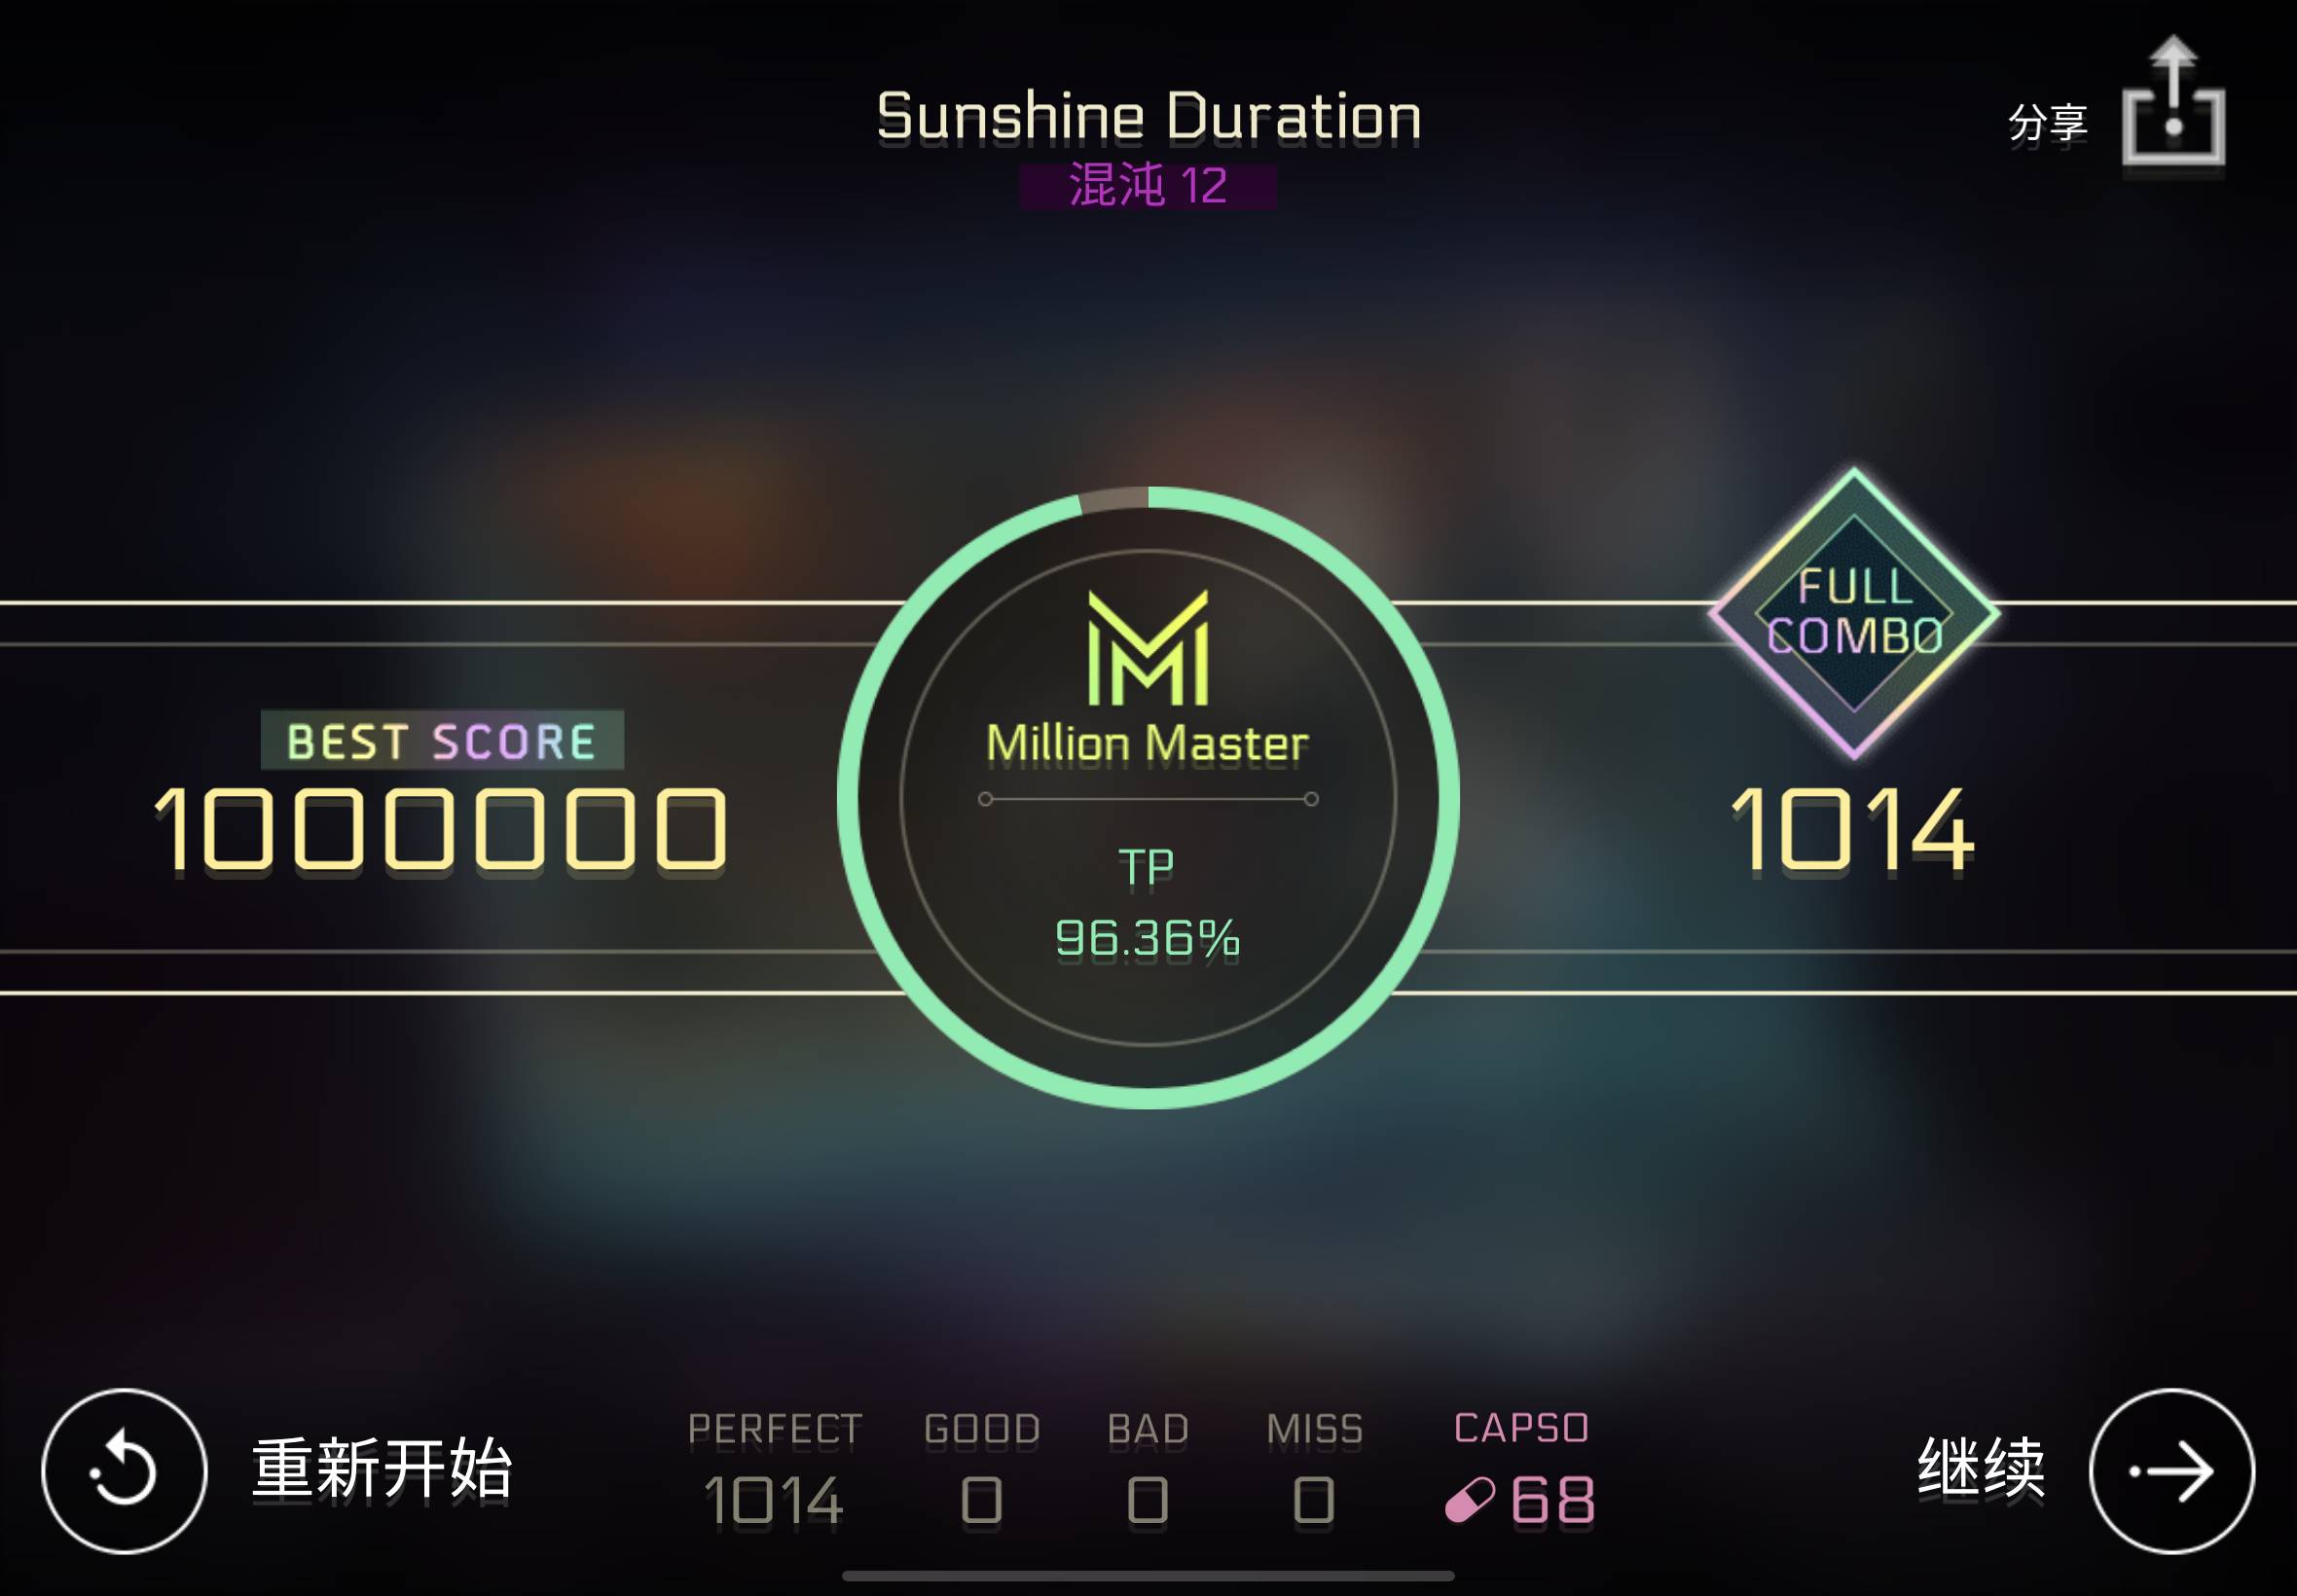 Sunshine Duration
混沌 12
分享
FULL
COMBO
Million Master
BEST SCORE
1000000
1014
TP
96.36%
重新开始
PERFECT GOOD BAD MISS CAPSO
1014 0 0 0 68
继续